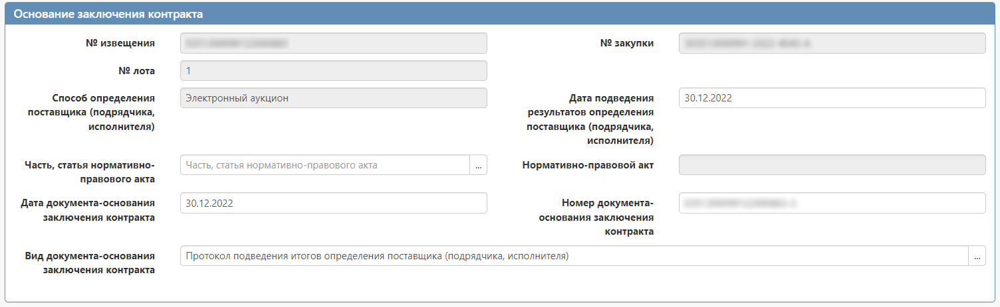 Основание заключения контракта
№ извещения
№ закупки
№ лота
1
Способ определения
поставщика (подрядчика,
исполнителя)
Электронный аукцион
Дата подведения
результатов определения
поставщика (подрядчика,
исполнителя)
30.12.2022
Часть, статья нормативно-
правового акта
Часть, статья нормативно-правового акта
...
Нормативно-правовой акт
Дата документа-основания
заключения контракта
30.12.2022
Номер документа-
основания заключения
контракта
Вид документа-основания
заключения контракта
Протокол подведения итогов определения поставщика (подрядчика, исполнителя)
...